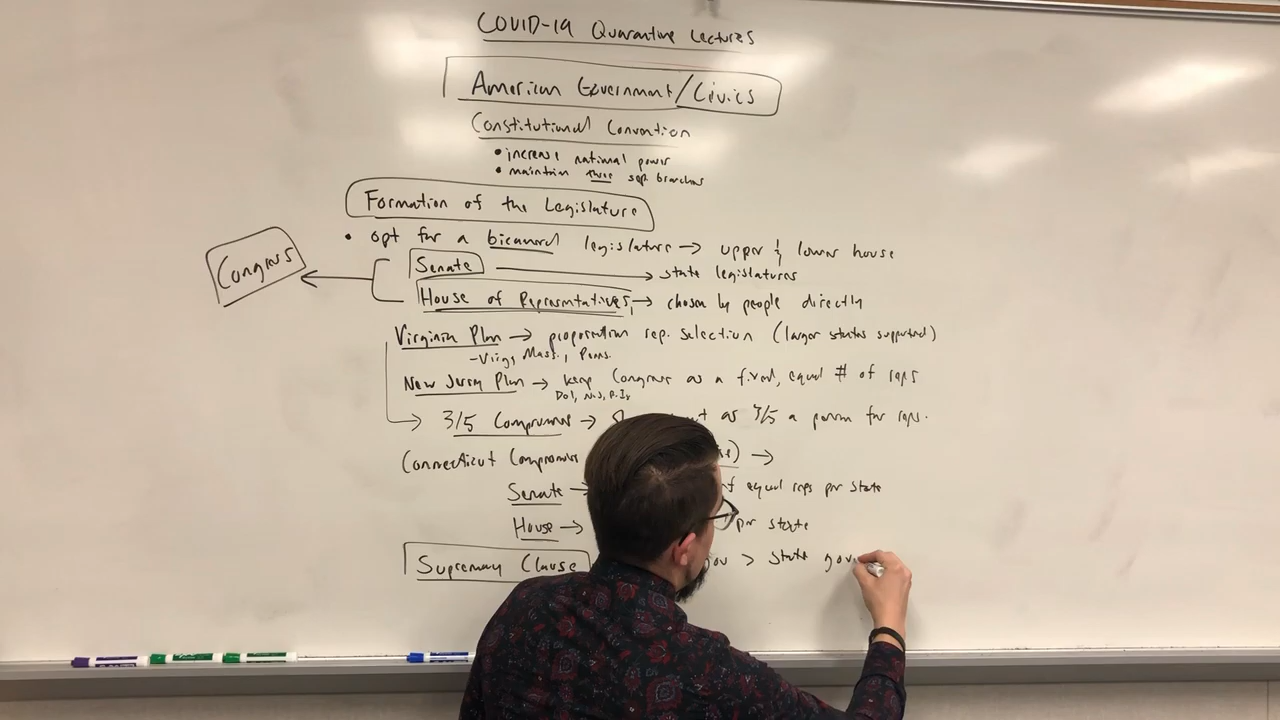 COVID-19 Quarantine Lectures
American Government/Civics
Constitutional Convention
• increase national power
• maintain three sep. branches
Formation of the Legislature
• opt for a bicameral legislature → upper & lower house
Congress
Senate → state legislatures
House of Representatives → chosen by people directly
Virginia Plan → proportion rep. selection (larger states supported)
- Virg, Mass., Penns.
New Jersey Plan → keep Congress as a fixed, equal # of reps
Del, N.J, R.I,
→ 3/5 Compromise → as 3/5 a person for reps.
Connecticut Compromise →
Senate → equal reps per state
House → per state
Supremacy Clause gov > state gov